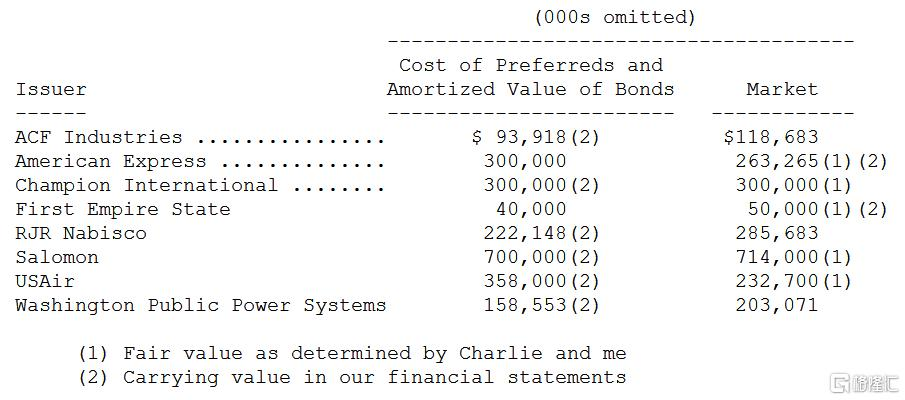 (000s omitted)
---------------------------------------
Cost of Preferreds and
Issuer Amortized Value of Bonds Market
------ ------------------------ ------------
ACF Industries ................ $ 93,918(2) $118,683
American Express .............. 300,000 263,265(1)(2)
Champion International ........ 300,000(2) 300,000(1)
First Empire State 40,000 50,000(1)(2)
RJR Nabisco 222,148(2) 285,683
Salomon 700,000(2) 714,000(1)
USAir 358,000(2) 232,700(1)
Washington Public Power Systems 158,553(2) 203,071
(1) Fair value as determined by Charlie and me
(2) Carrying value in our financial statements
格隆汇